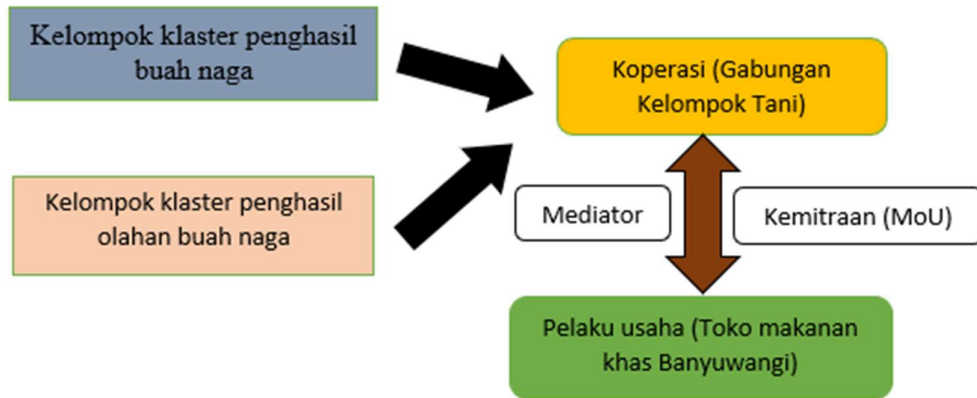 Kelompok klaster penghasil
buah naga
Koperasi (Gabungan
Kelompok Tani)
Kelompok klaster penghasil
olahan buah naga
Mediator
Kemitraan (MoU)
Pelaku usaha (Toko makanan
khas Banyuwangi)